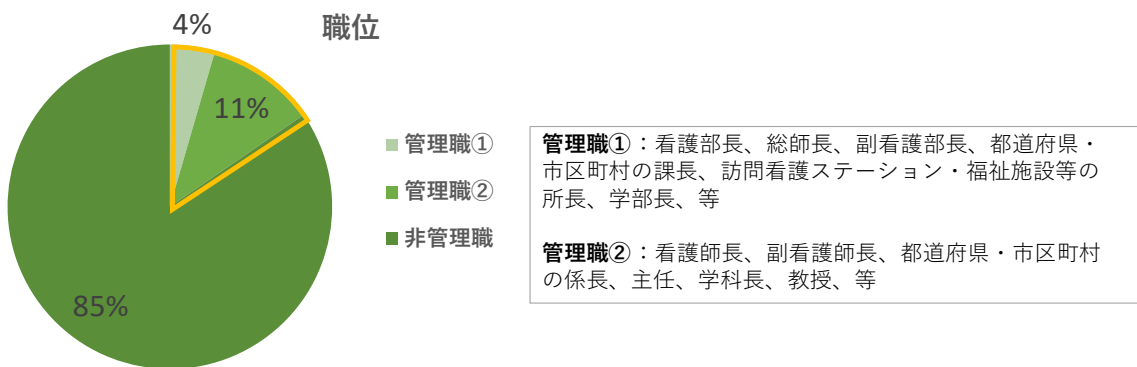 職位
4%
11%
85%
管理職①
管理職②
非管理職
管理職①：看護部長、総師長、副看護部長、都道府県・
市区町村の課長、訪問看護ステーション・福祉施設等の
所長、学部長、等
管理職②：看護師長、副看護師長、都道府県・市区町村
の係長、主任、学科長、教授、等